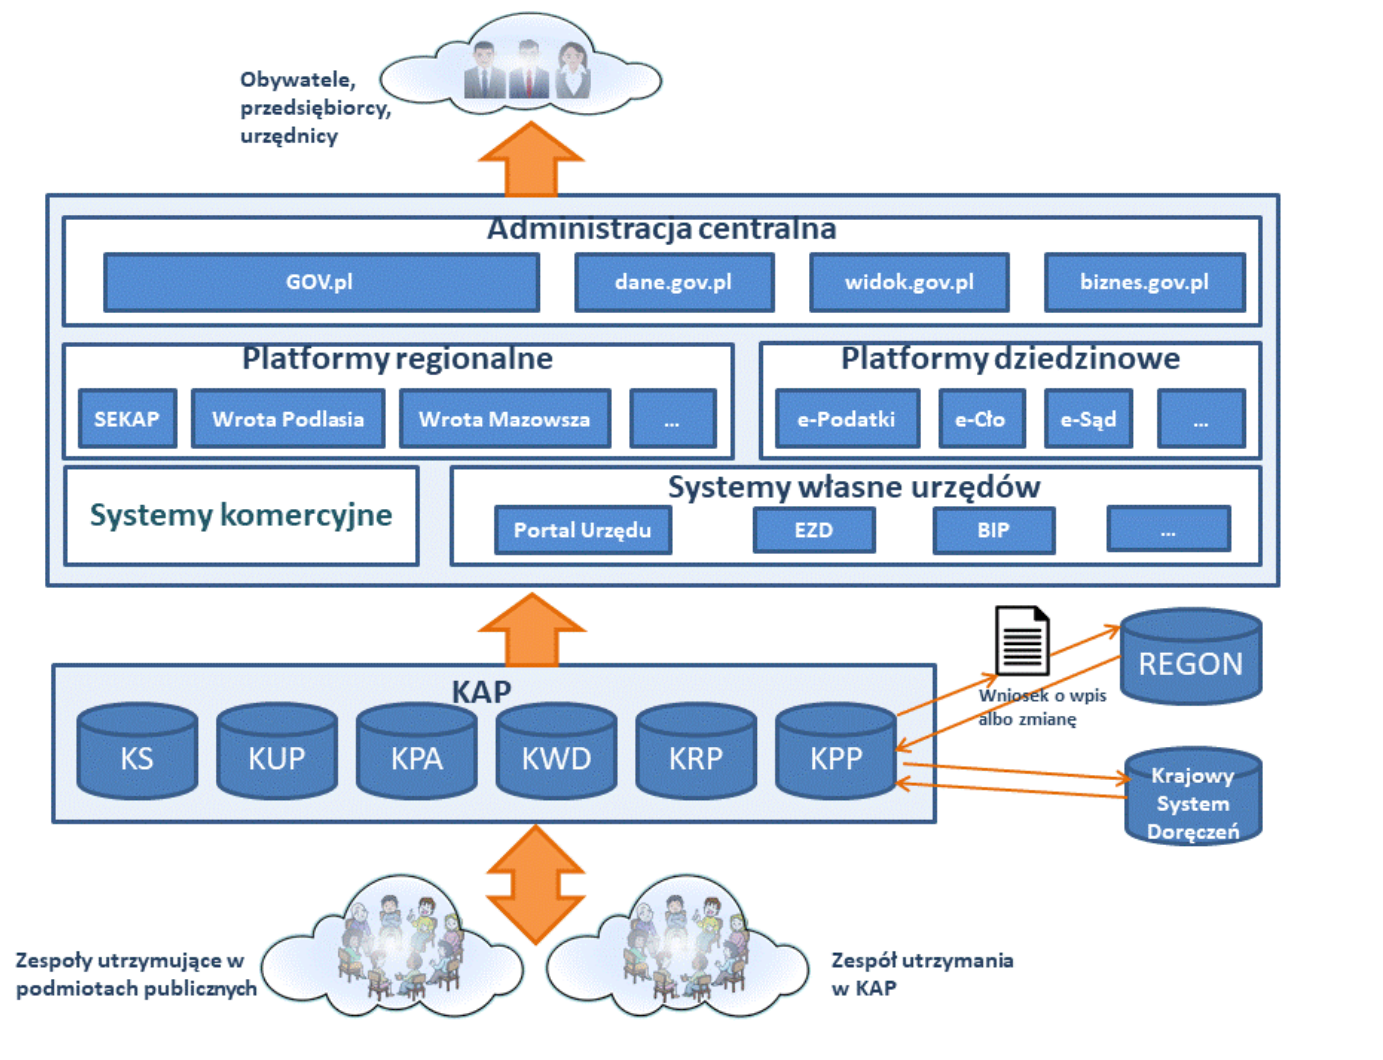 Obywatele,
przedsiębiorcy,
urzędnicy
Administracja centralna
GOV.pl
dane.gov.pl
widok.gov.pl
biznes.gov.pl
Platformy regionalne
SEKAP
Wrota Podlasia
Wrota Mazowsza
...
Platformy dziedzinowe
e-Podatki
e-Cło
e-Sąd
...
Systemy komercyjne
Systemy własne urzędów
Portal Urzędu
EZD
BIP
...
KAP
KS
KUP
KPA
KWD
KRP
KPP
Wniosek o wpis
albo zmianę
REGON
Krajowy
System
Doręczeń
Zespoły utrzymujące w
podmiotach publicznych
Zespół utrzymania
w KAP